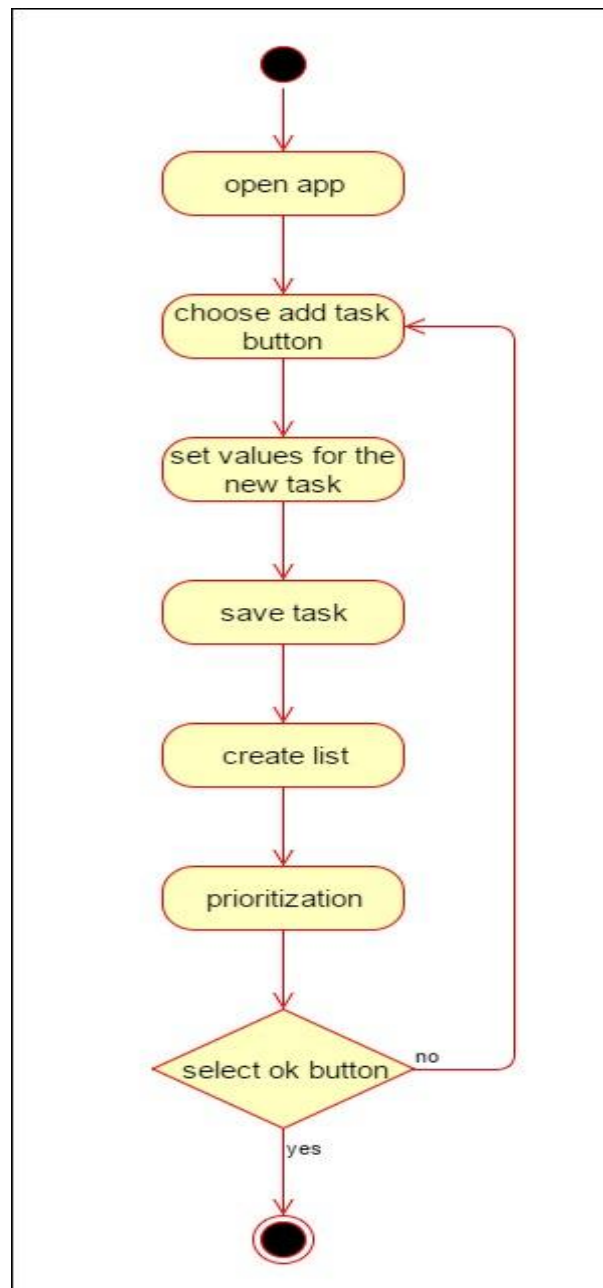 open app
choose add task
button
set values for the
new task
save task
create list
prioritization
select ok button
no
yes